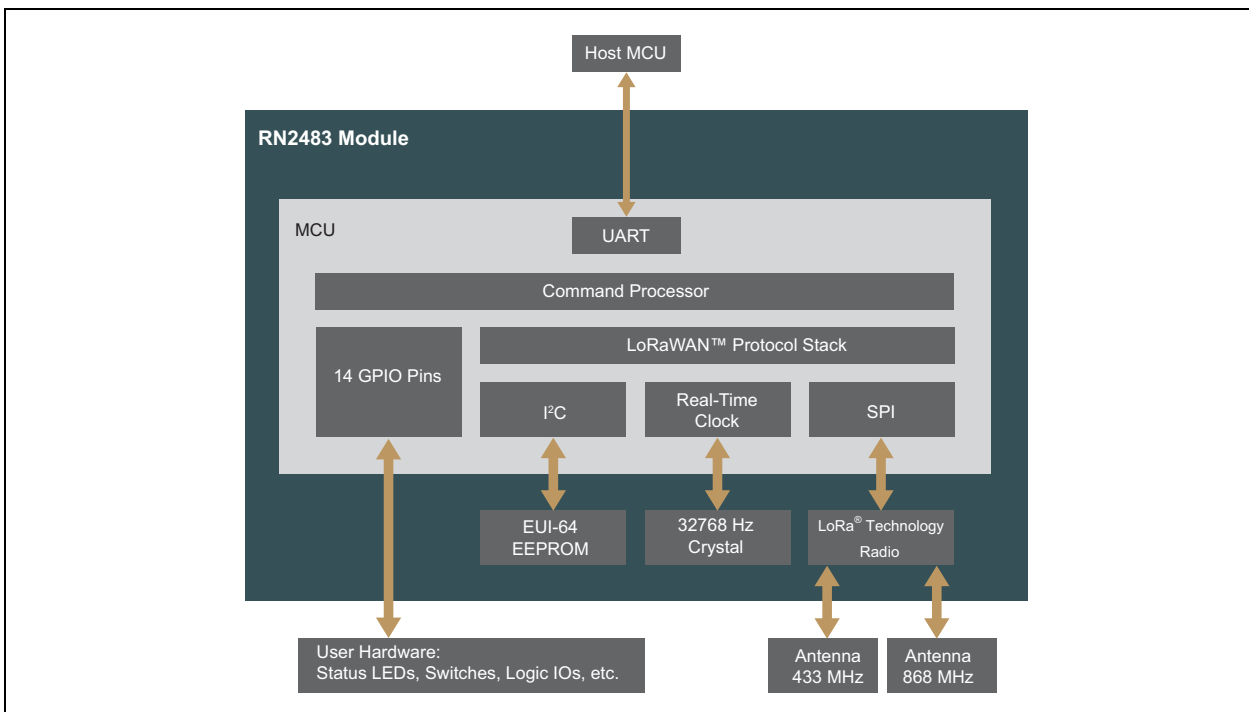 Host MCU
RN2483 Module
MCU
UART
Command Processor
14 GPIO Pins
LoRaWAN™ Protocol Stack
I²C
Real-Time
Clock
SPI
EUI-64
EEPROM
32768 Hz
Crystal
LoRa® Technology
Radio
User Hardware:
Status LEDs, Switches, Logic IOs, etc.
Antenna
433 MHz
Antenna
868 MHz